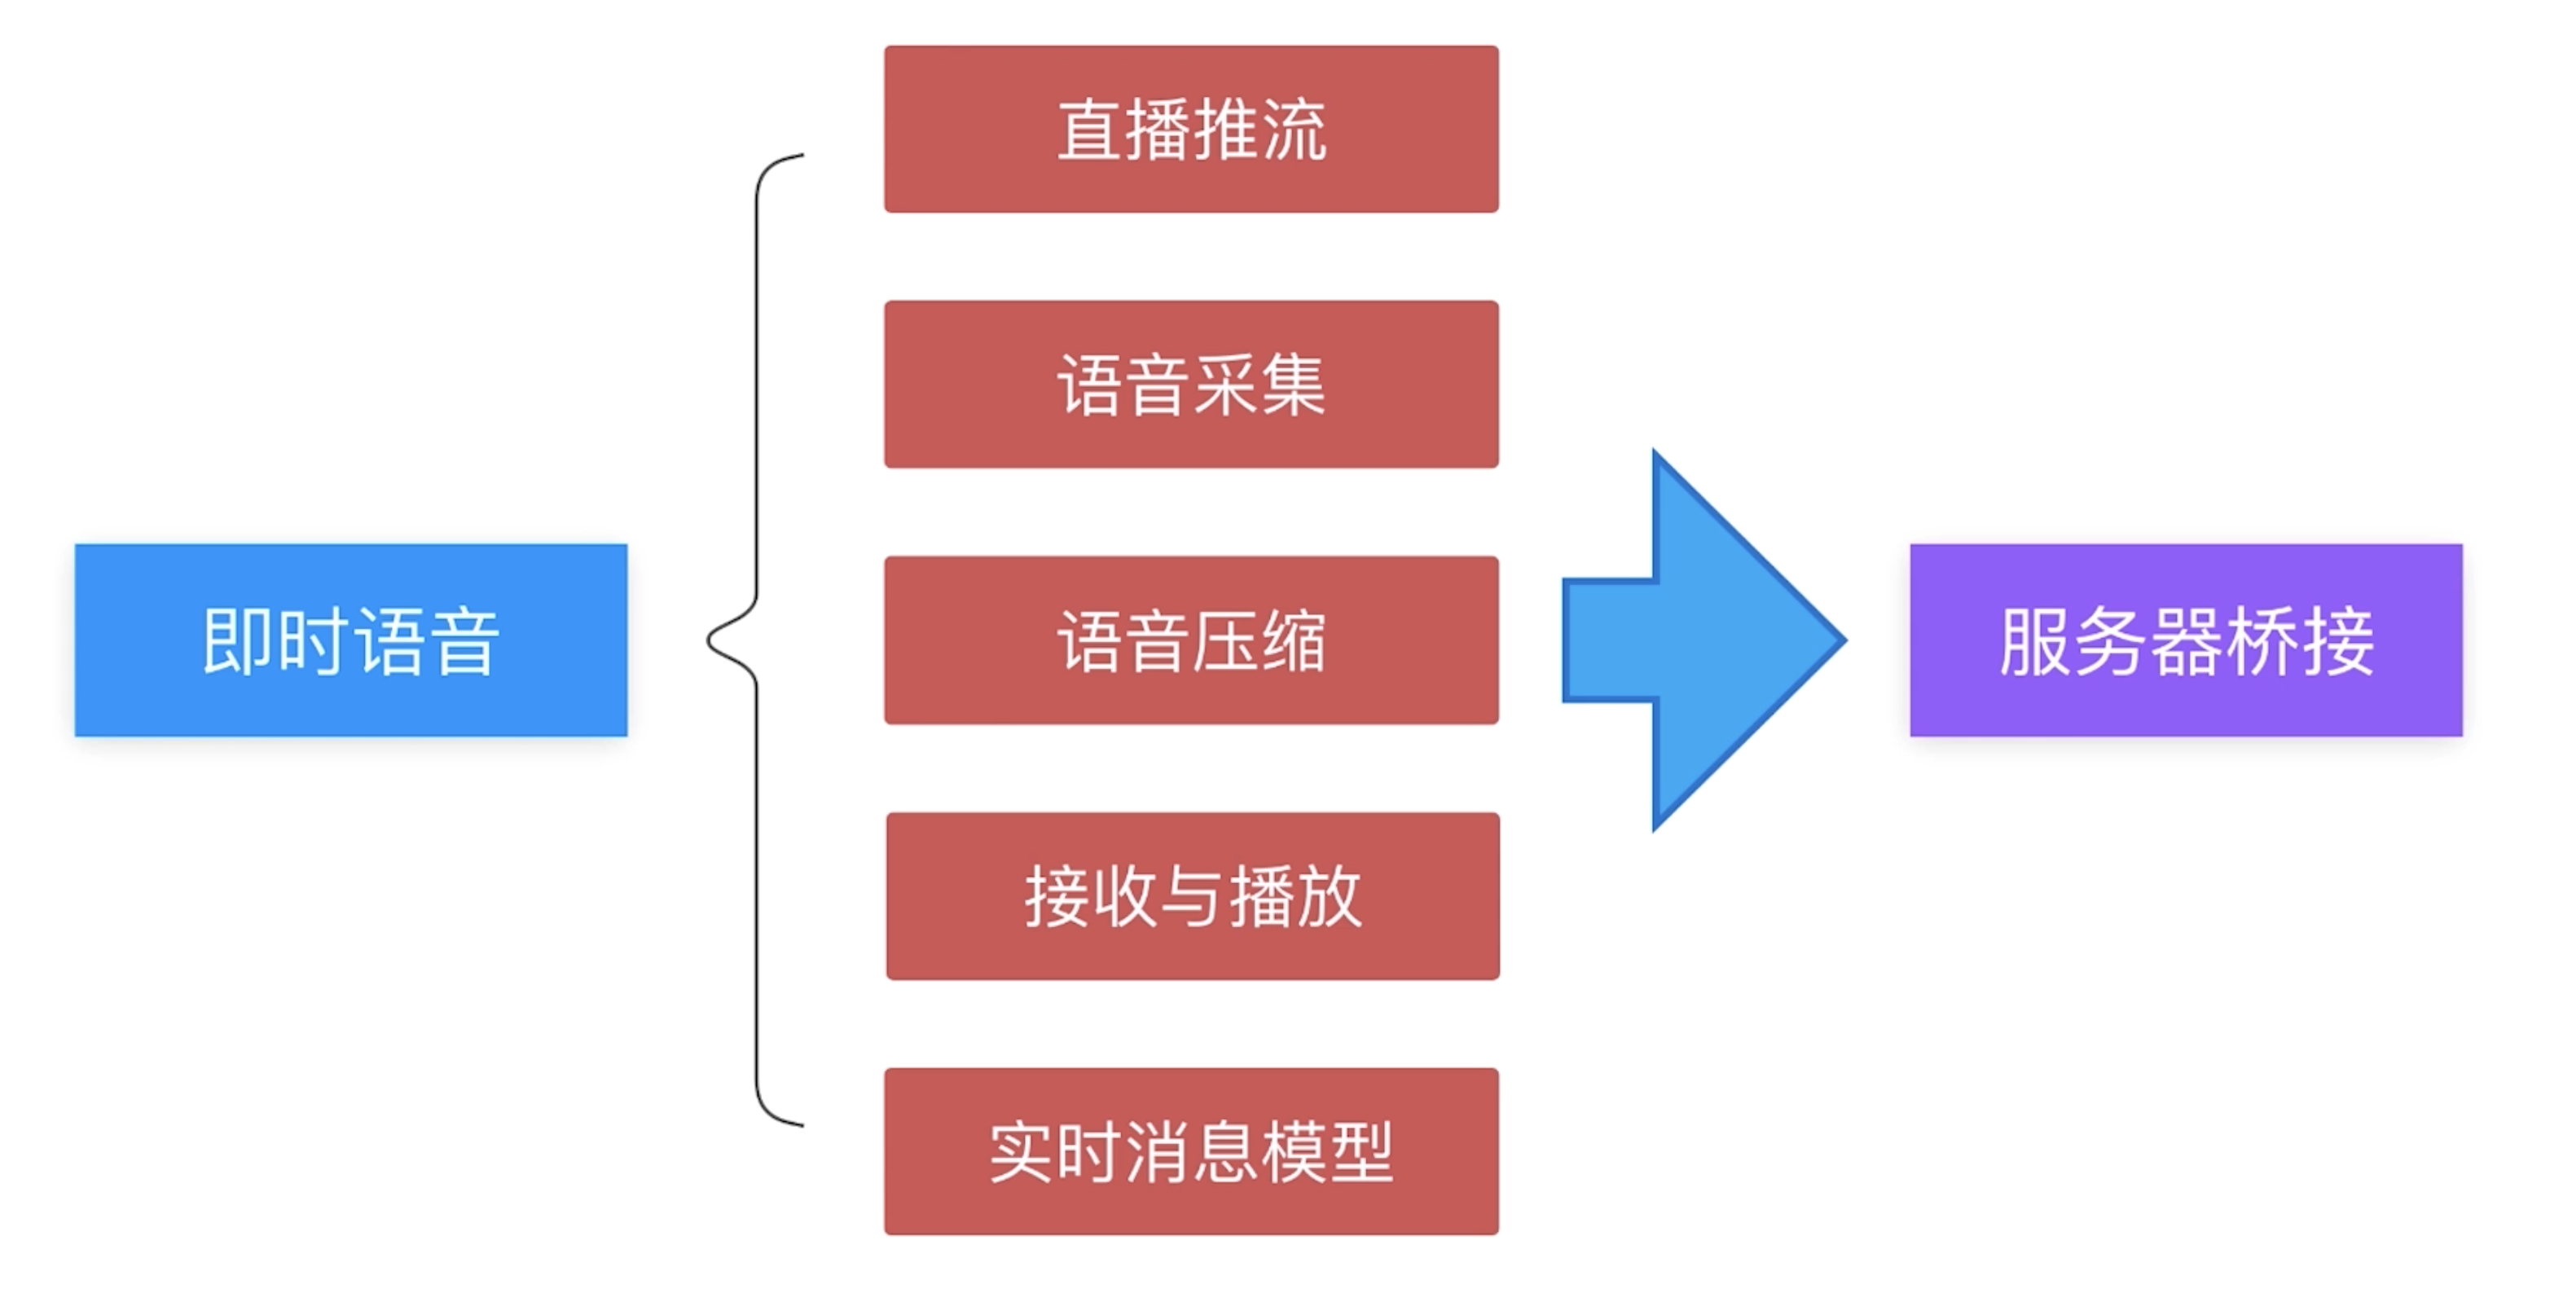 即时语音
直播推流
语音采集
语音压缩
接收与播放
实时消息模型
服务器桥接